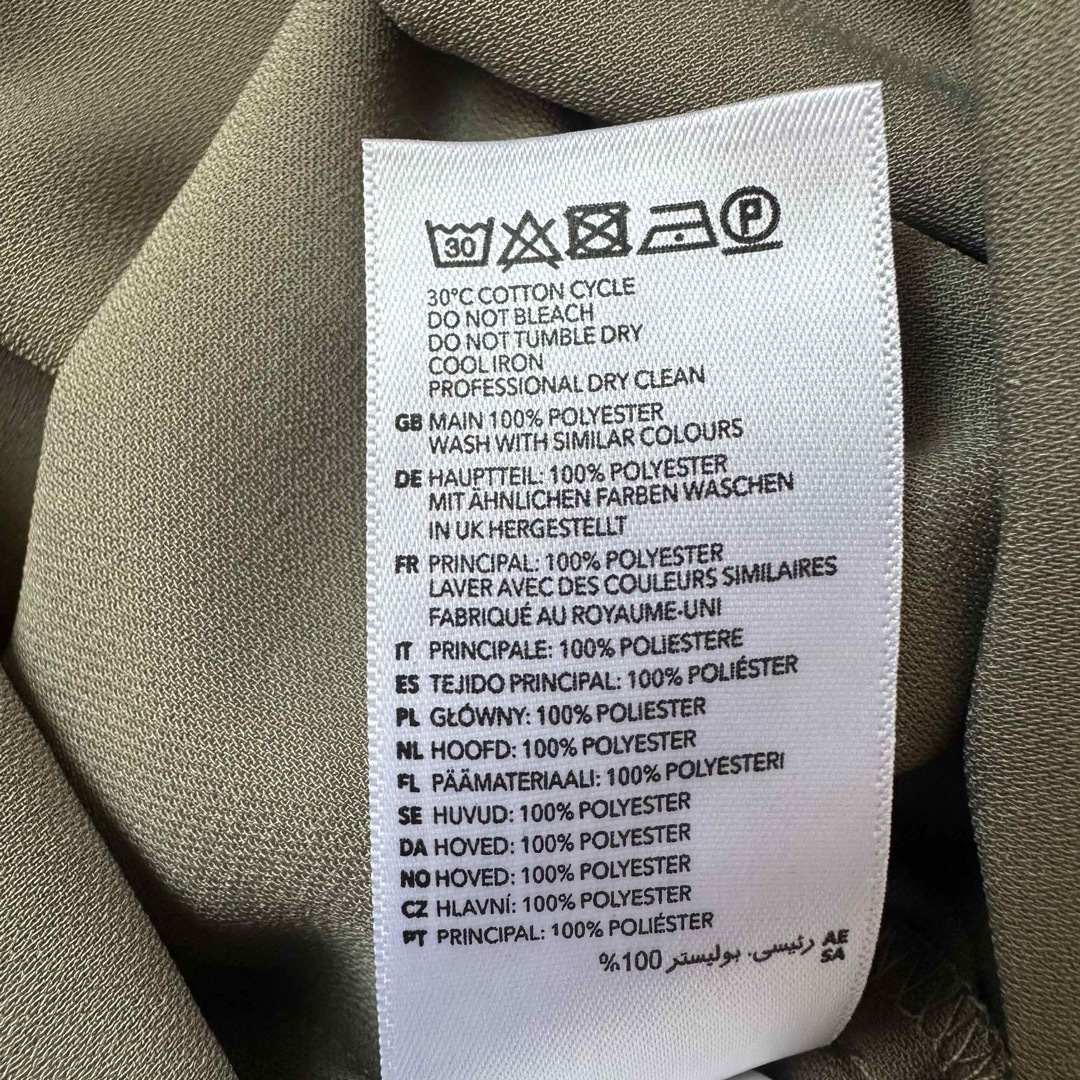 30
P
30°C COTTON CYCLE
DO NOT BLEACH
DO NOT TUMBLE DRY
COOL IRON
PROFESSIONAL DRY CLEAN
GB MAIN 100% POLYESTER
WASH WITH SIMILAR COLOURS
DE HAUPTTEIL: 100% POLYESTER
MIT ÄHNLICHEN FARBEN WASCHEN
IN UK HERGESTELLT
FR PRINCIPAL: 100% POLYESTER
LAVER AVEC DES COULEURS SIMILAIRES
FABRIQUÉ AU ROYAUME-UNI
IT PRINCIPALE: 100% POLIESTERE
ES TEJIDO PRINCIPAL: 100% POLIÉSTER
PL GŁÓWNY: 100% POLIESTER
NL HOOFD: 100% POLYESTER
FL PÄÄMATERIAALI: 100% POLYESTERI
SE HUVUD: 100% POLYESTER
DA HOVED: 100% POLYESTER
NO HOVED: 100% POLYESTER
CZ HLAVNÍ: 100% POLYESTER
PT PRINCIPAL: 100% POLIÉSTER
AE رئيسي. بوليستر 100%
SA